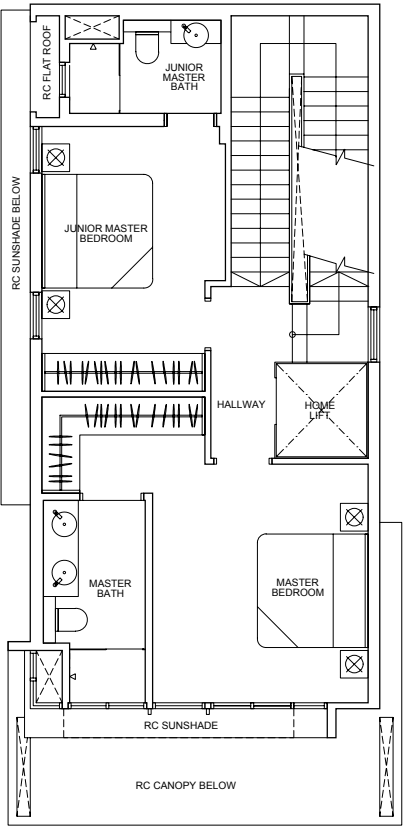 RC FLAT ROOF
JUNIOR
MASTER
BATH
RC SUNSHADE BELOW
JUNIOR MASTER
BEDROOM
HALLWAY
HOME
LIFT
MASTER
BATH
MASTER
BEDROOM
RC SUNSHADE
RC CANOPY BELOW